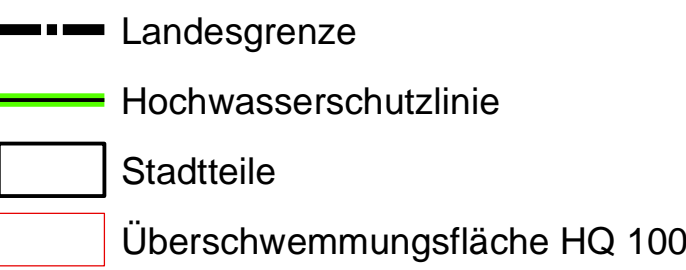 Landesgrenze
Hochwasserschutzlinie
Stadtteile
Überschwemmungsfläche HQ 100